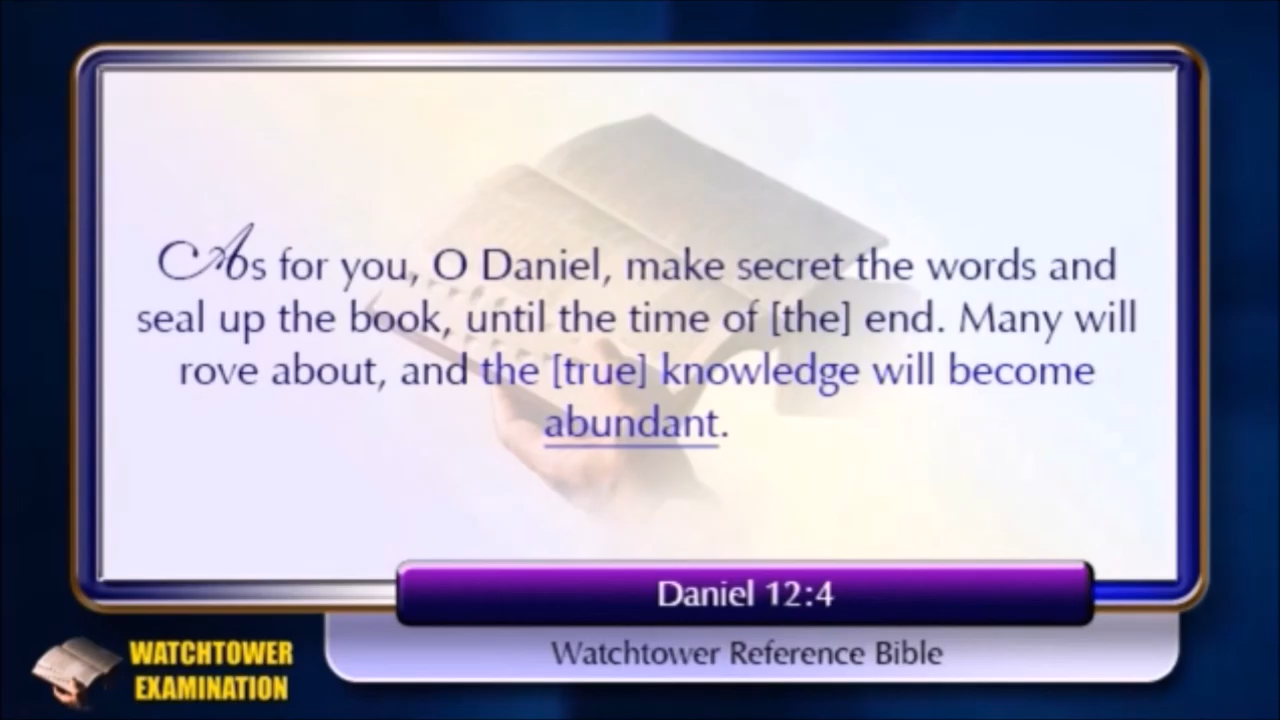 As for you, O Daniel, make secret the words and
seal up the book, until the time of [the] end. Many will
rove about, and the [true] knowledge will become
abundant.
Daniel 12:4
Watchtower Reference Bible
WATCHTOWER
EXAMINATION